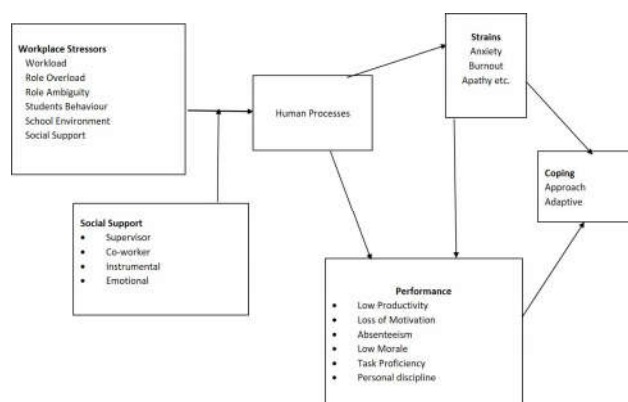 Workplace Stressors
Workload
Role Overload
Role Ambiguity
Students Behaviour
School Environment
Social Support
Social Support
• Supervisor
• Co-worker
• Instrumental
• Emotional
Human Processes
Strains
Anxiety
Burnout
Apathy etc.
Performance
• Low Productivity
• Loss of Motivation
• Absenteeism
• Low Morale
• Task Proficiency
• Personal discipline
Coping
Approach
Adaptive